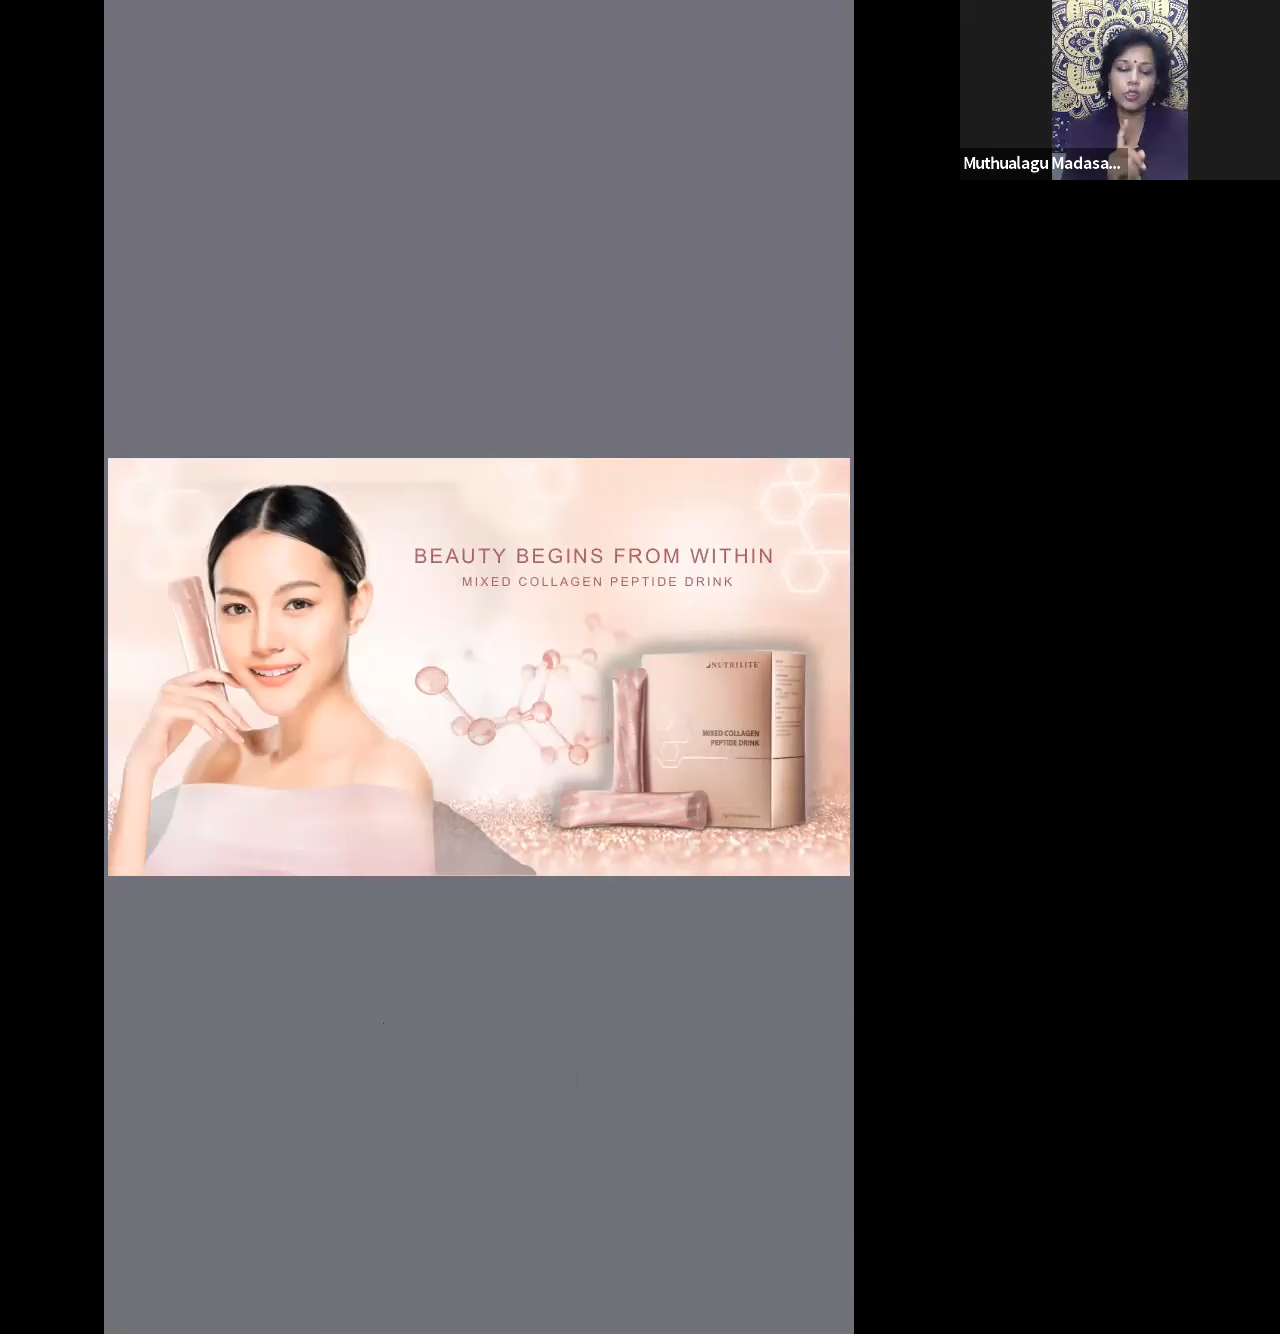 Muthualagu Madasa...
BEAUTY BEGINS FROM WITHIN
MIXED COLLAGEN PEPTIDE DRINK
NUTRILITE
MIXED COLLAGEN
PEPTIDE DRINK